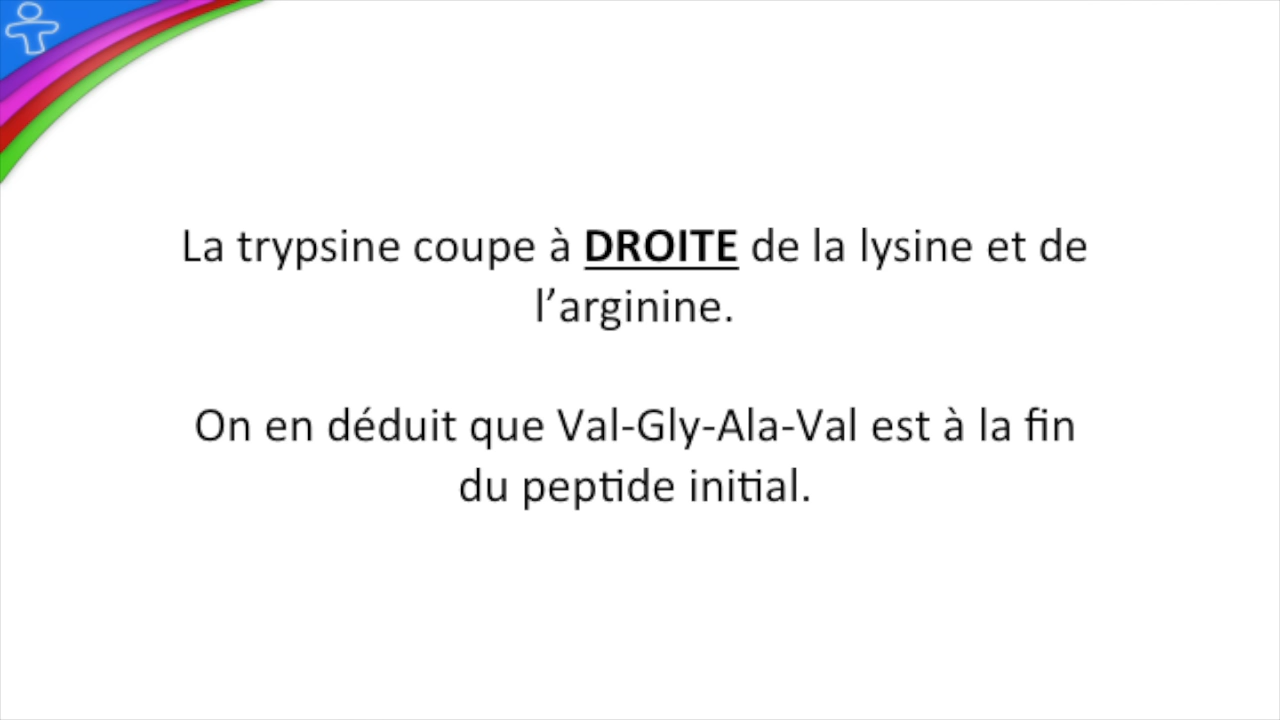 La trypsine coupe à DROITE de la lysine et de
l’arginine.
On en déduit que Val-Gly-Ala-Val est à la fin
du peptide initial.